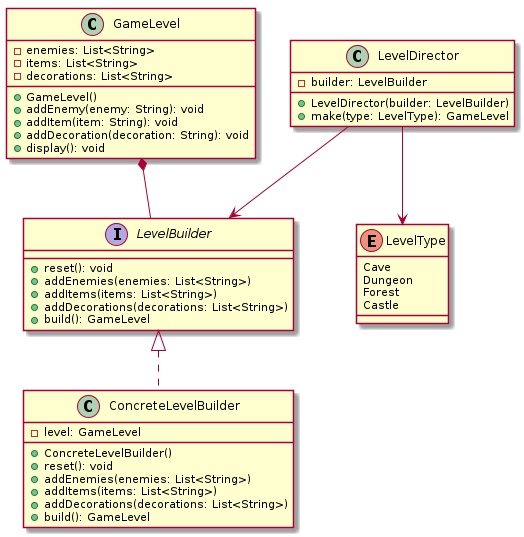 C GameLevel
enemies: List<String>
items: List<String>
decorations: List<String>
GameLevel()
addEnemy(enemy: String): void
addItem(item: String): void
addDecoration(decoration: String): void
display(): void
C LevelDirector
builder: LevelBuilder
LevelDirector(builder: LevelBuilder)
make(type: LevelType): GameLevel
I LevelBuilder
reset(): void
addEnemies(enemies: List<String>)
addItems(items: List<String>)
addDecorations(decorations: List<String>)
build(): GameLevel
E LevelType
Cave
Dungeon
Forest
Castle
C ConcreteLevelBuilder
level: GameLevel
ConcreteLevelBuilder()
reset(): void
addEnemies(enemies: List<String>)
addItems(items: List<String>)
addDecorations(decorations: List<String>)
build(): GameLevel